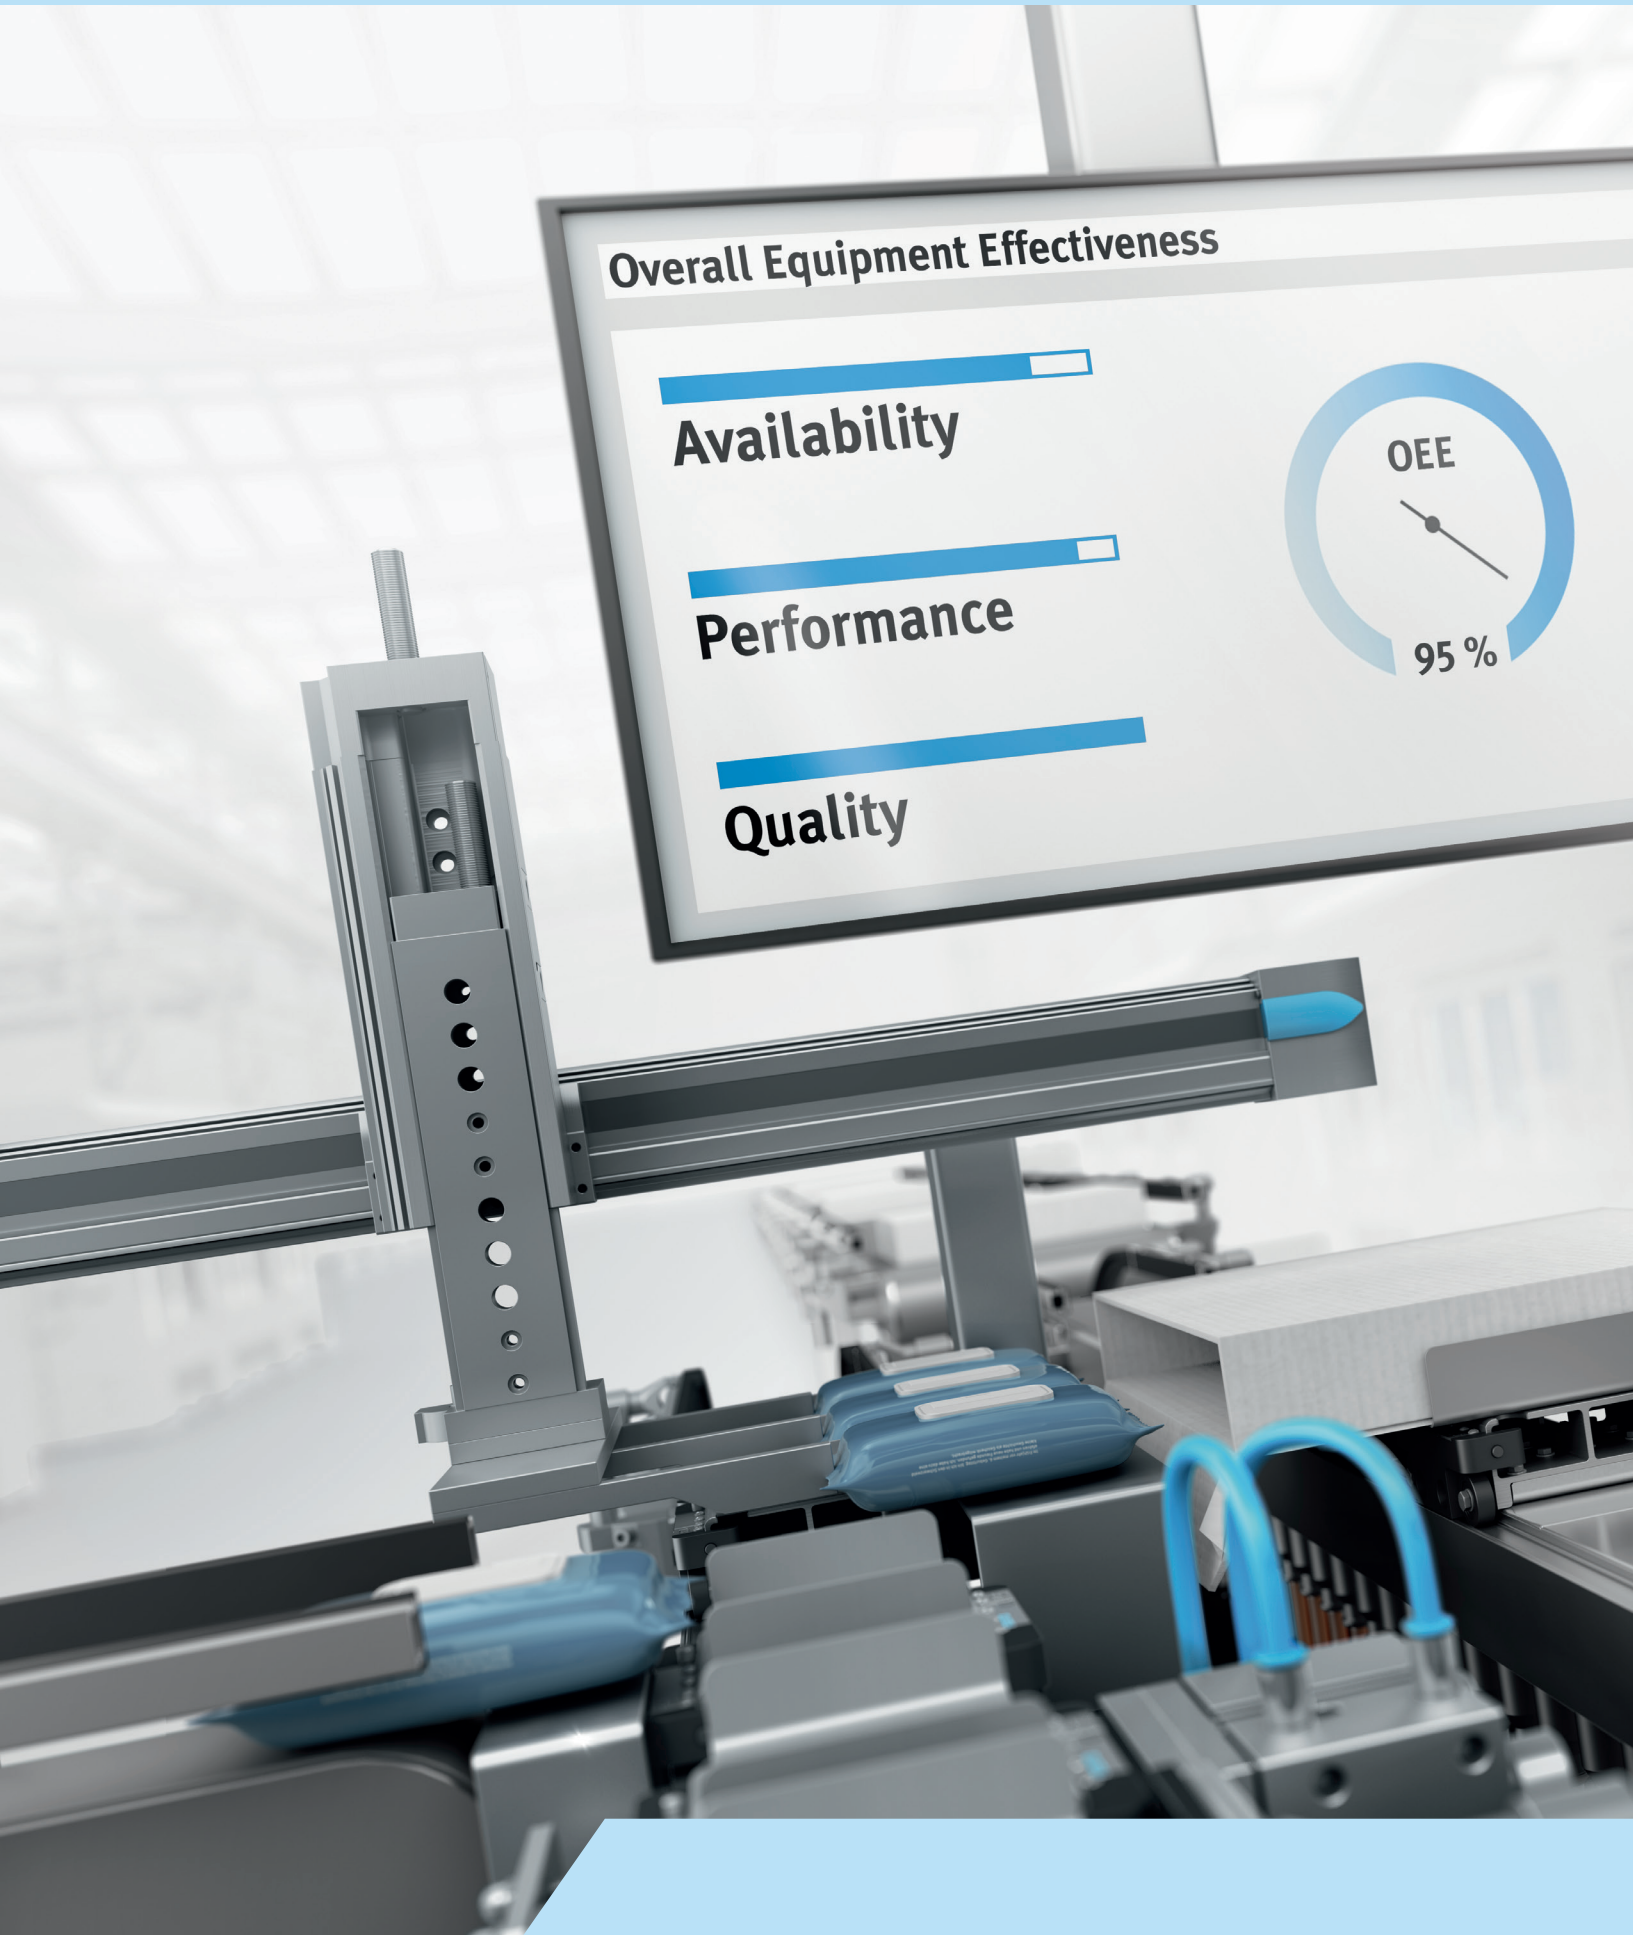 Overall Equipment Effectiveness
Availability
Performance
Quality
OEE
95 %